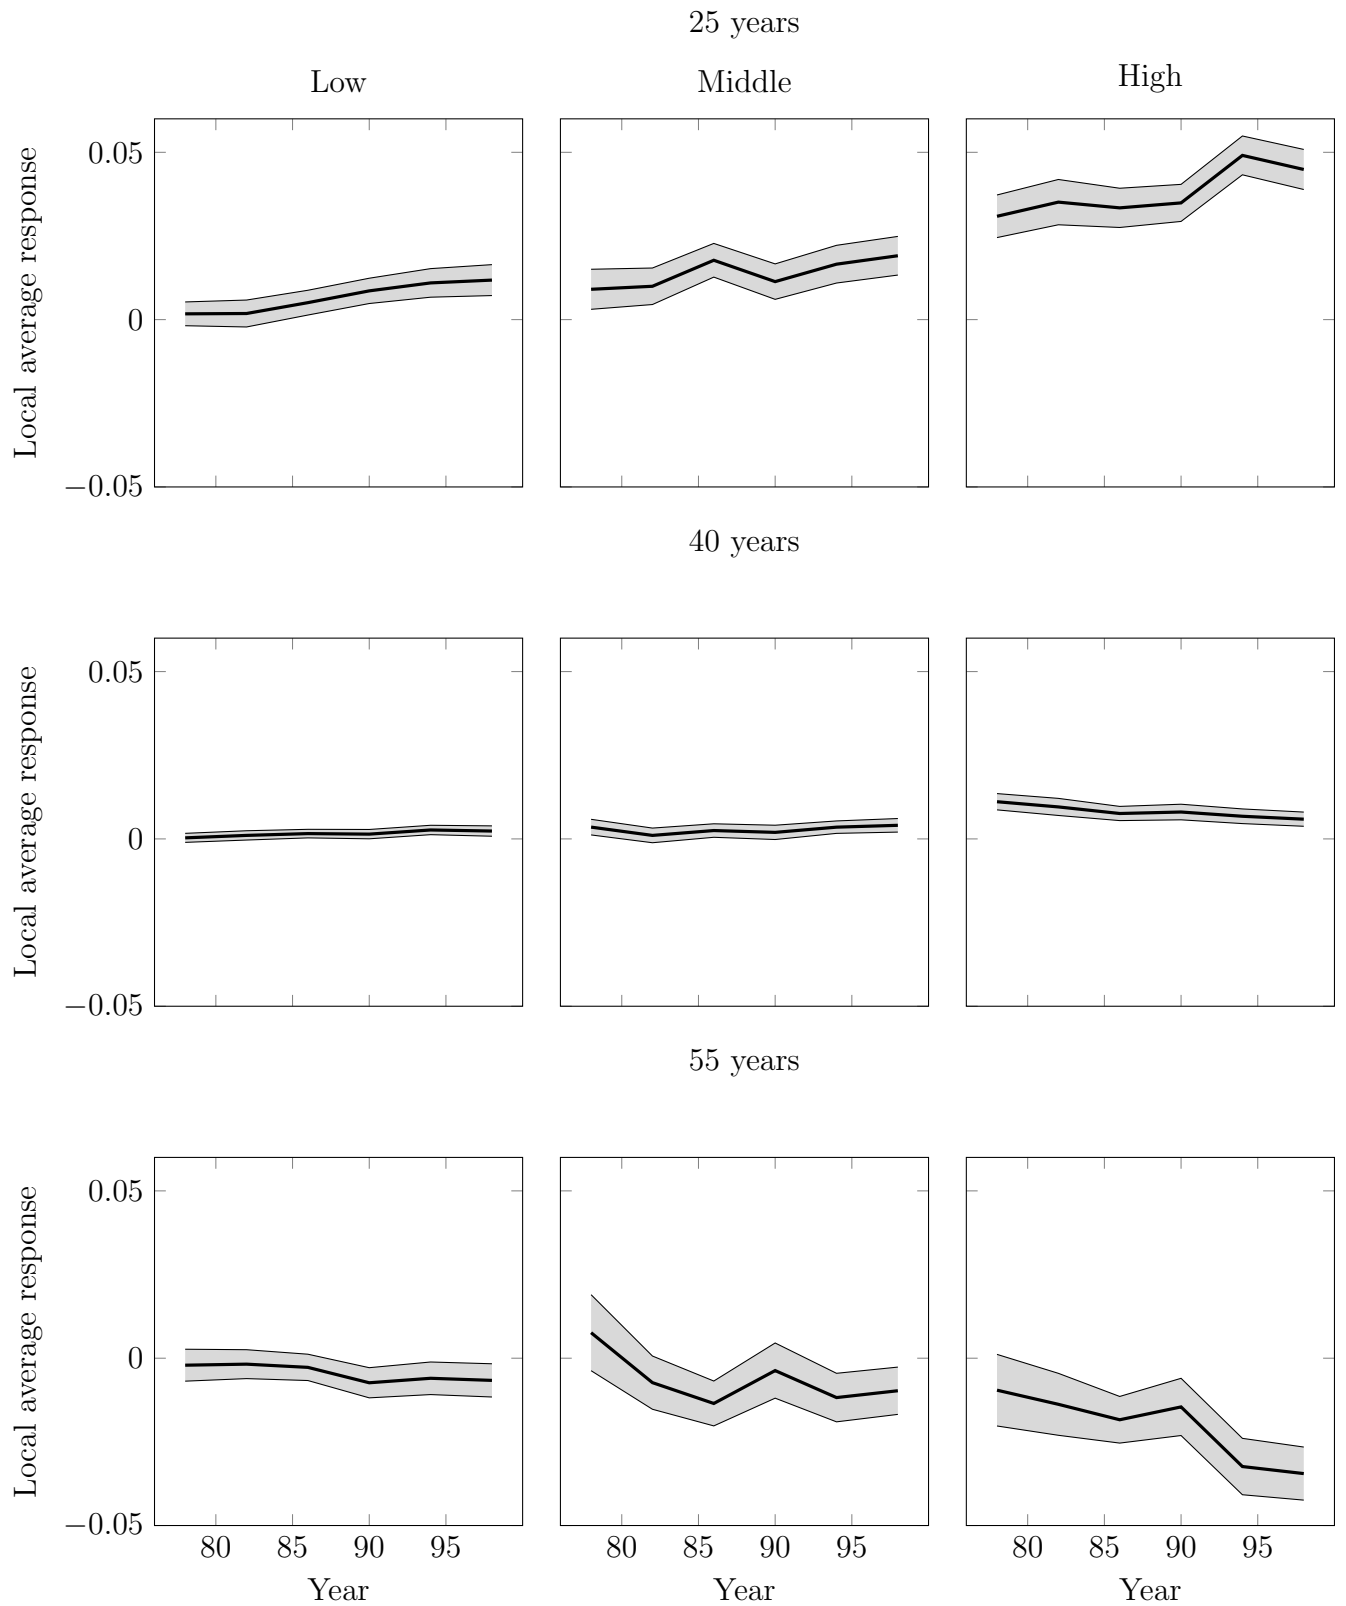 25 years
Low Middle High
Local average response
0.05
0
−0.05
40 years
Local average response
0.05
0
−0.05
55 years
Local average response
0.05
0
−0.05
80 85 90 95 80 85 90 95 80 85 90 95
Year Year Year